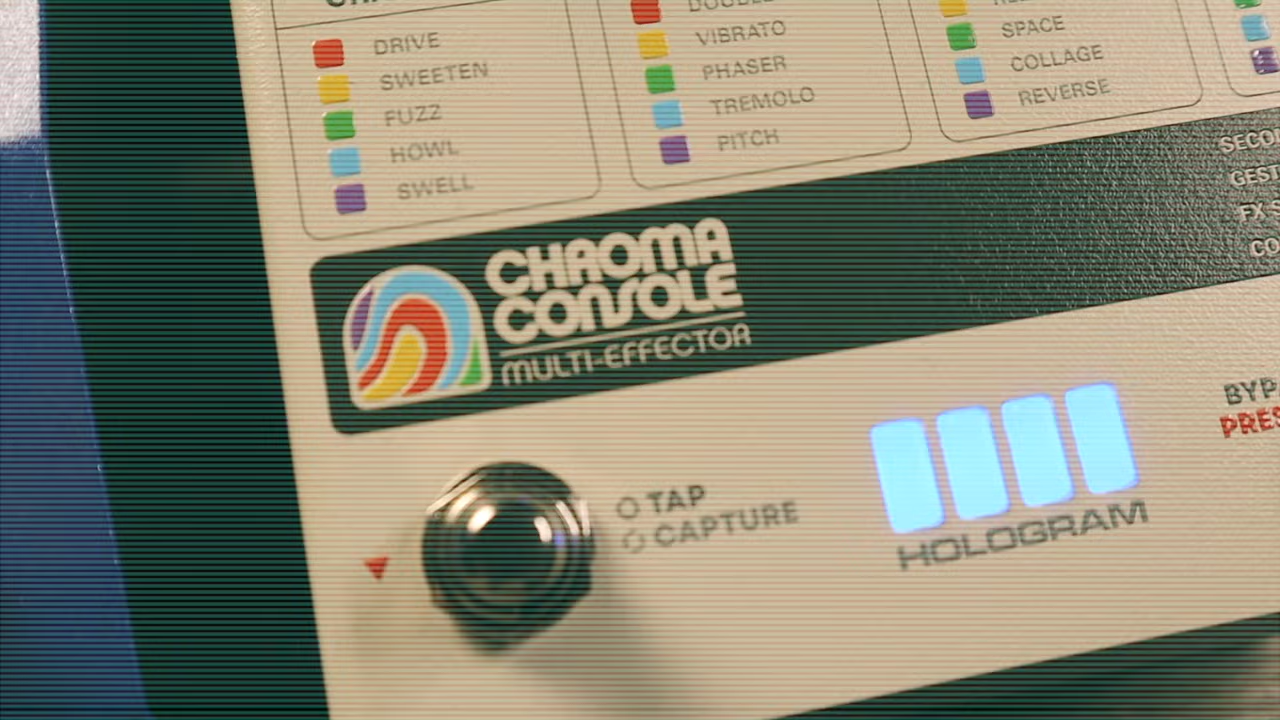 DRIVE
SWEETEN
FUZZ
HOWL
SWELL
VIBRATO
PHASER
TREMOLO
PITCH
SPACE
COLLAGE
REVERSE
CHROMA
CONSOLE
MULTI-EFFECTOR
TAP
CAPTURE
HOLOGRAM